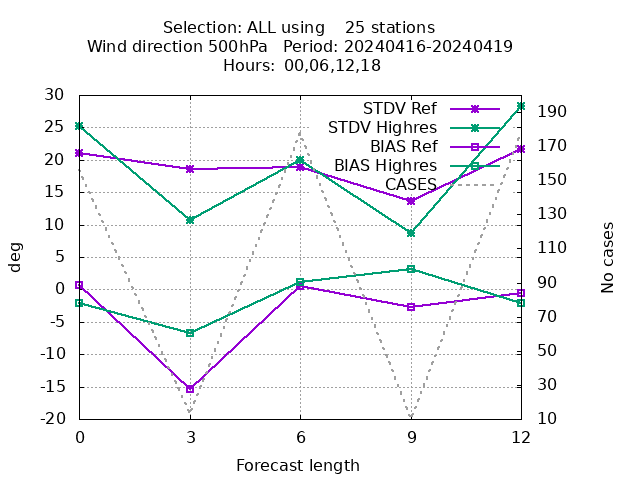 Selection: ALL using    25 stations
Wind direction 500hPa   Period: 20240416-20240419
Hours:  00,06,12,18
30
25
20
15
10
5
0
-5
-10
-15
-20
190
170
150
130
110
90
70
50
30
10
STDV Ref
STDV Highres
BIAS Ref
BIAS Highres
CASES
deg
No cases
0 3 6 9 12
Forecast length